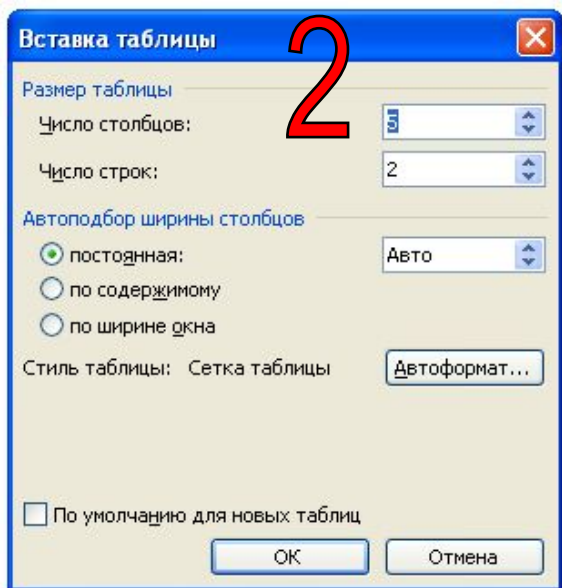 Вставка таблицы
2
Размер таблицы
Число столбцов: 5
Число строк: 2
Автоподбор ширины столбцов
постоянная: Авто
по содержимому
по ширине окна
Стиль таблицы: Сетка таблицы Автоформат...
По умолчанию для новых таблиц
ОК Отмена